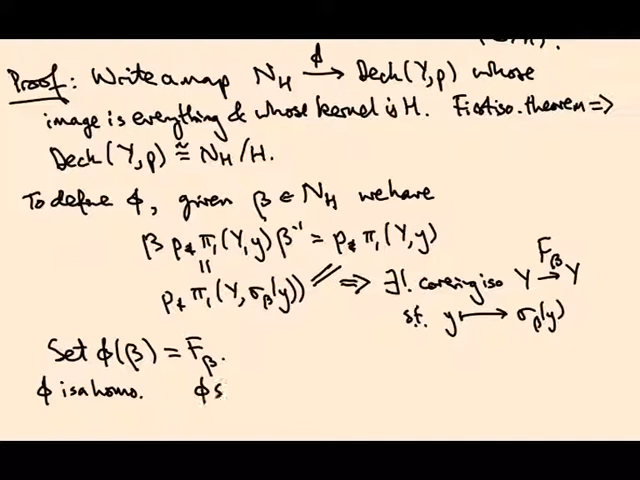 Proof: Write a map N_H →^ϕ Deck(Y,p) whose
image is everything & whose kernel is H. First iso. theorem =>
Deck(Y,p) ≅ N_H/H.
To define ϕ, given β ∈ N_H we have
β p_* π_1(Y,y) β^{-1} = p_* π_1(Y,y)
=
p_* π_1(Y, σ_β(y)) => ∃! covering iso Y →^{F_β} Y
s.t. y ↦ σ_β(y)
Set ϕ(β) = F_β.
ϕ is a homo. ϕ s